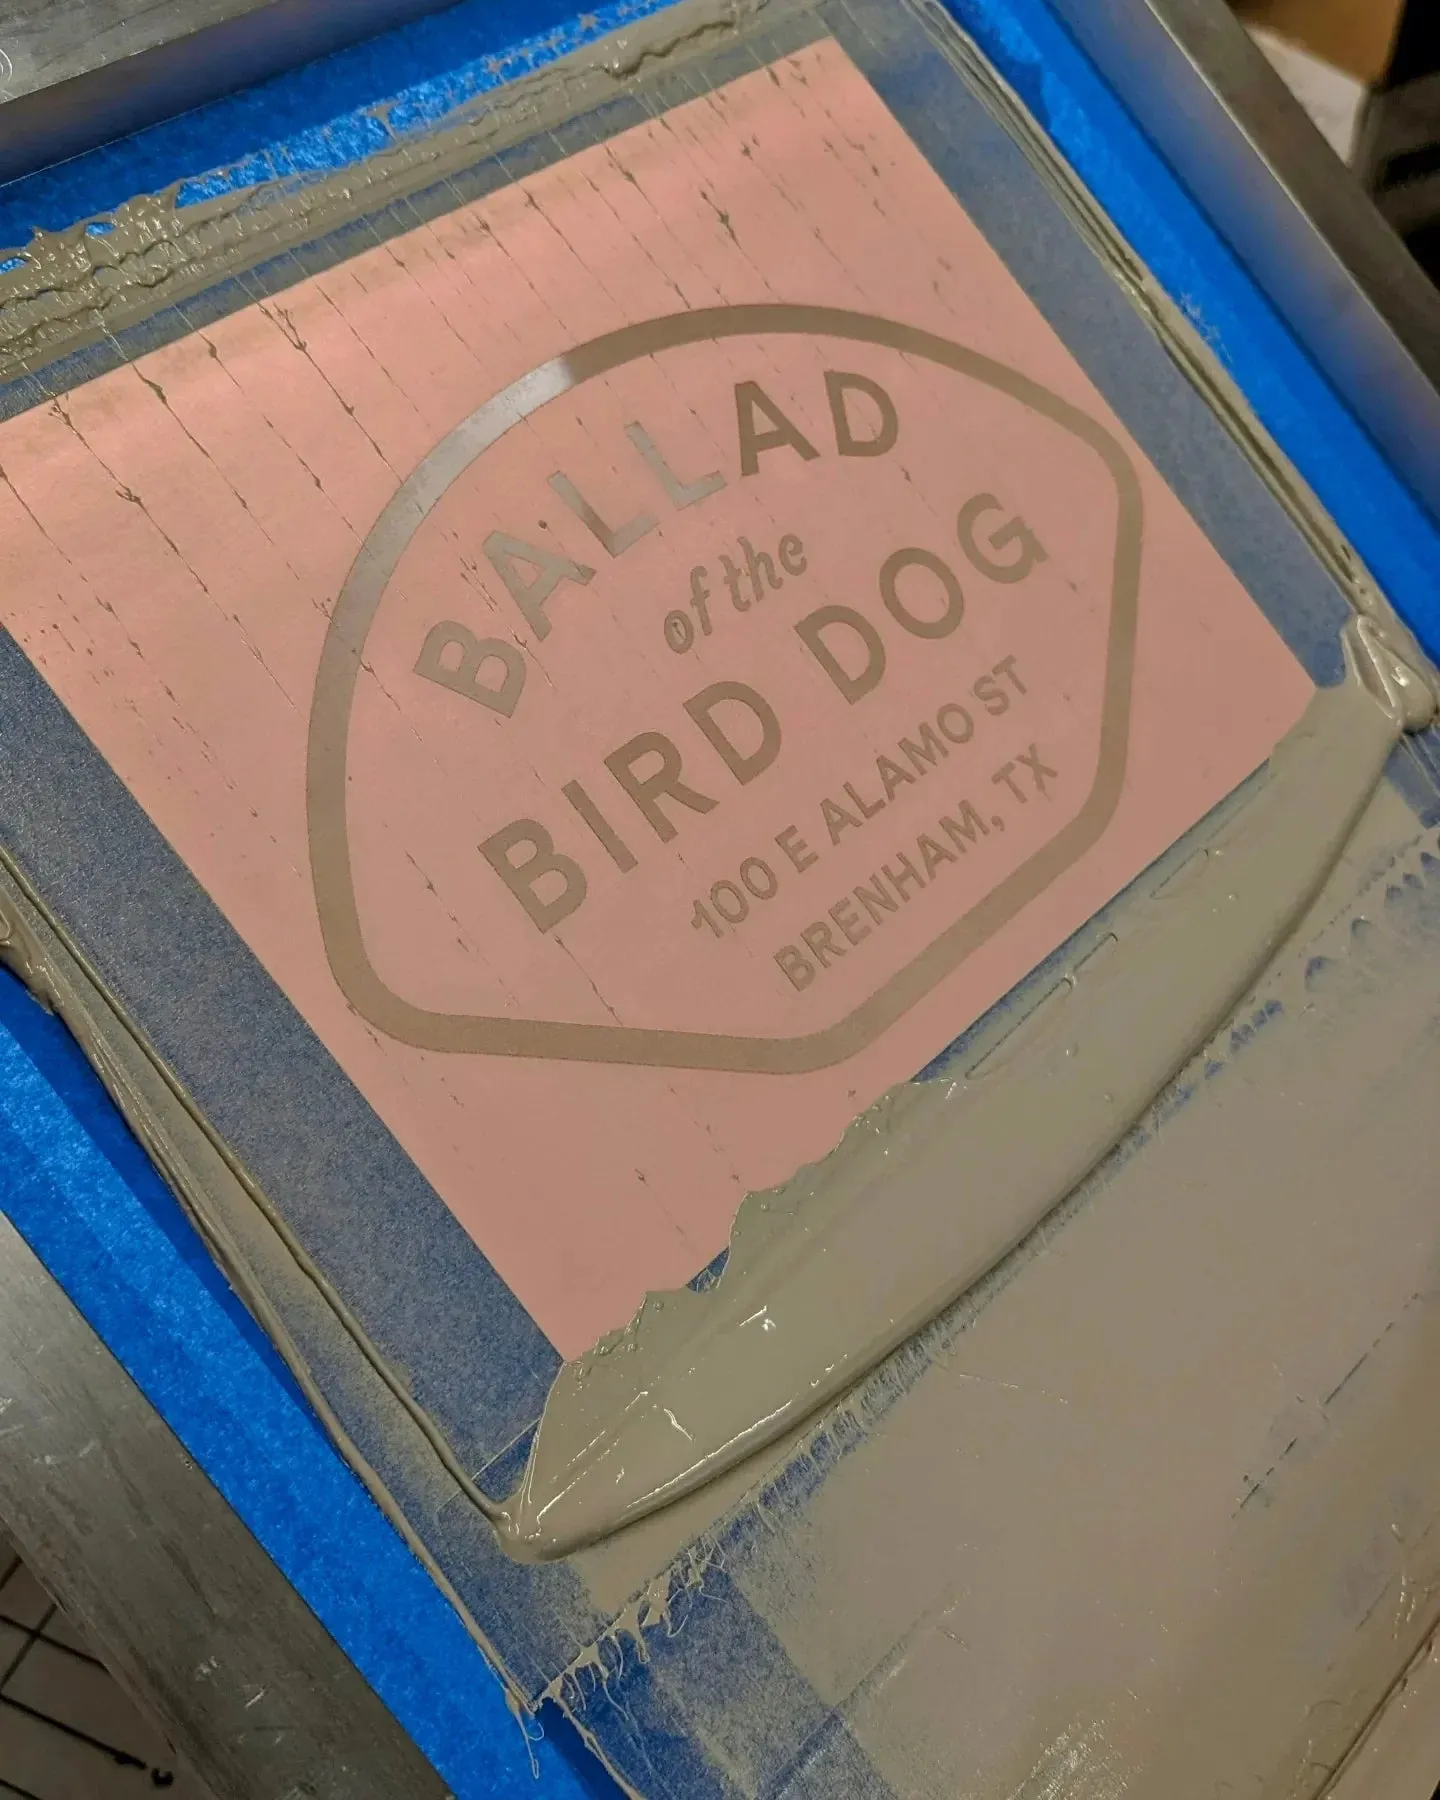 BALLAD
of the
BIRD DOG
100 E ALAMO ST
BRENHAM, TX